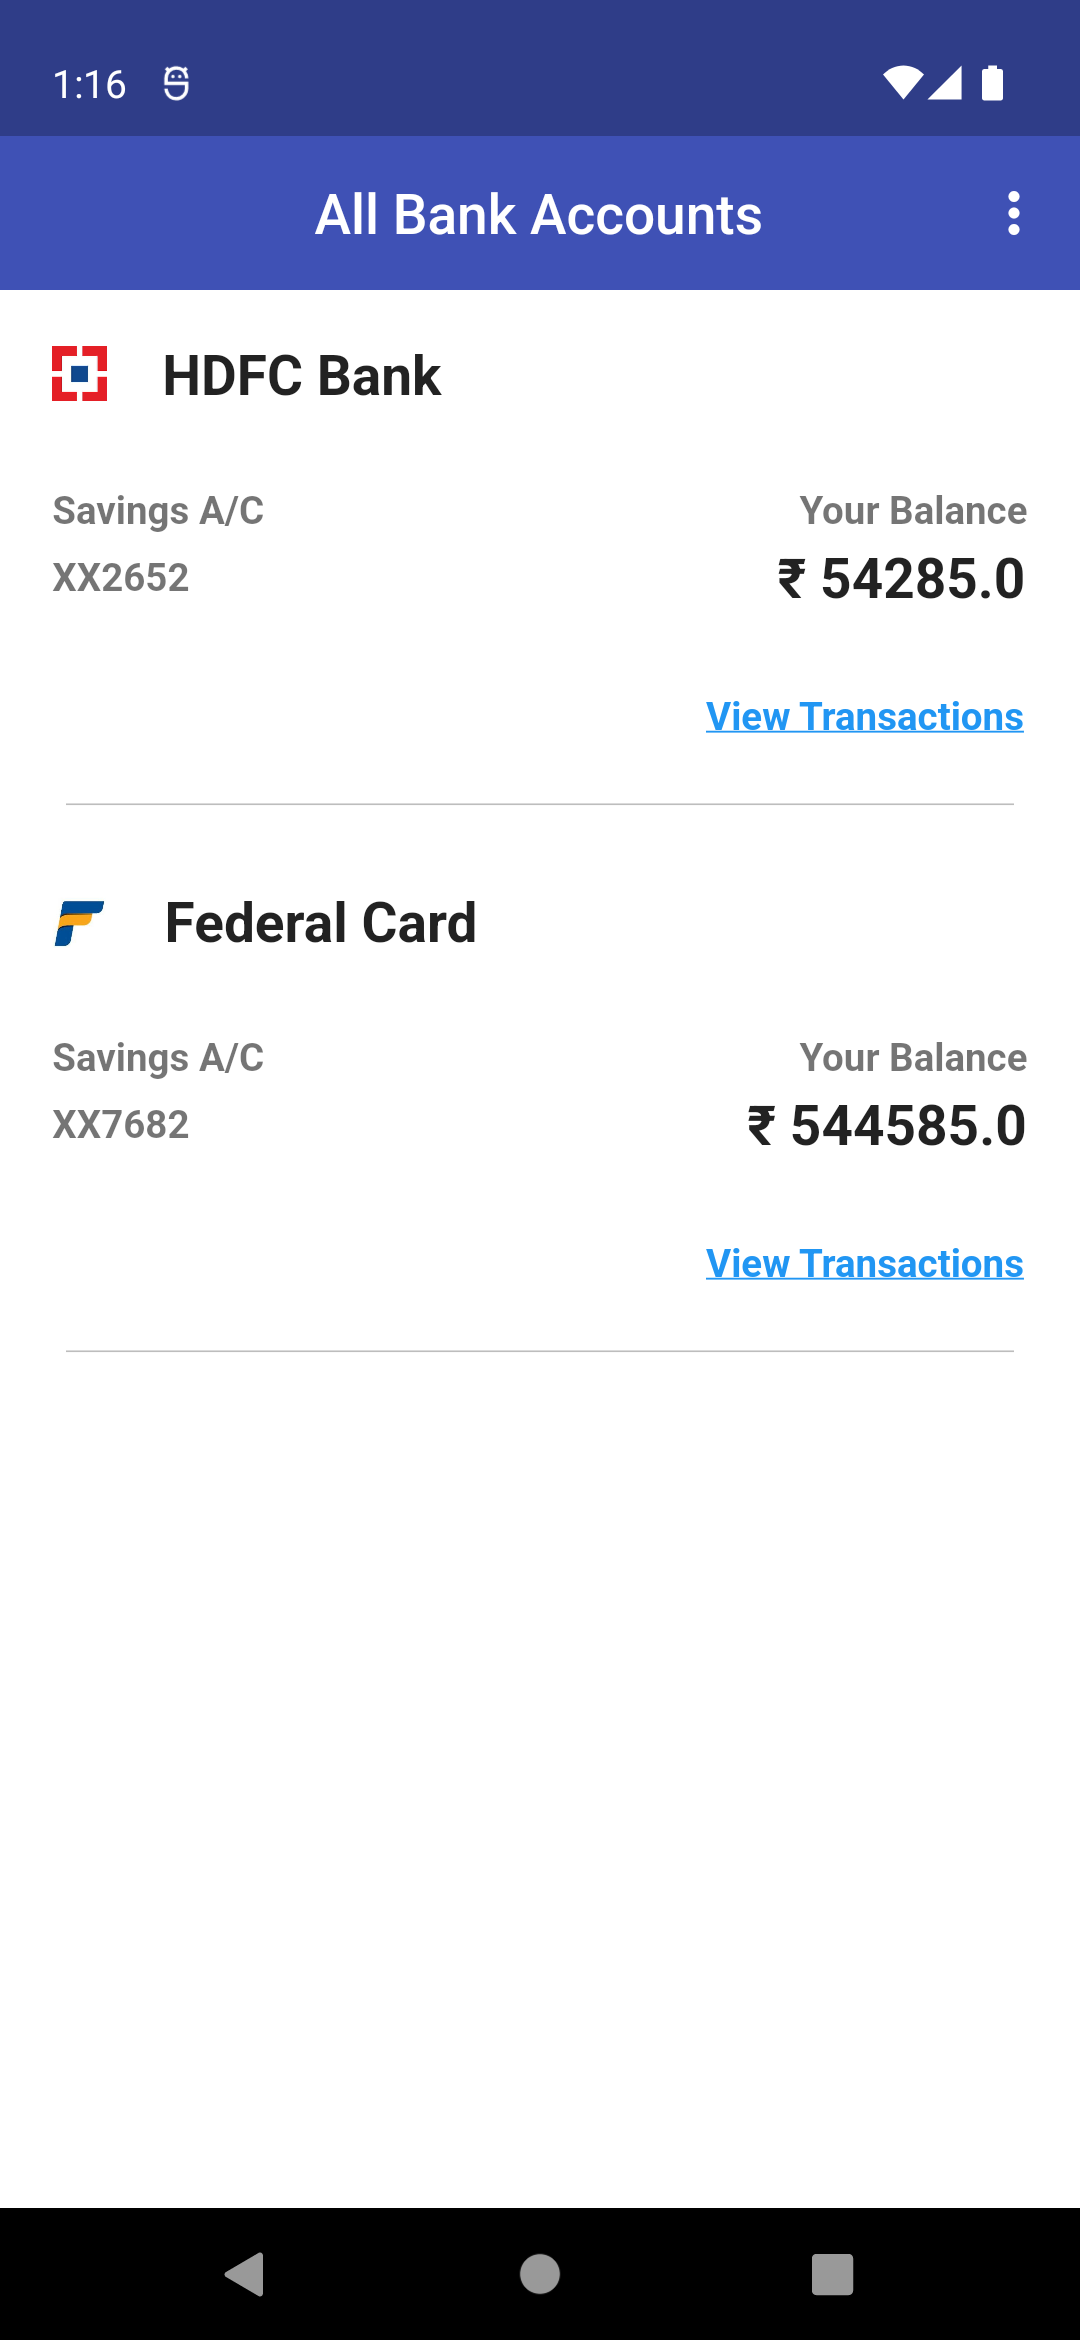 1:16
All Bank Accounts
HDFC Bank
Savings A/C Your Balance
XX2652 ₹ 54285.0
View Transactions
Federal Card
Savings A/C Your Balance
XX7682 ₹ 544585.0
View Transactions